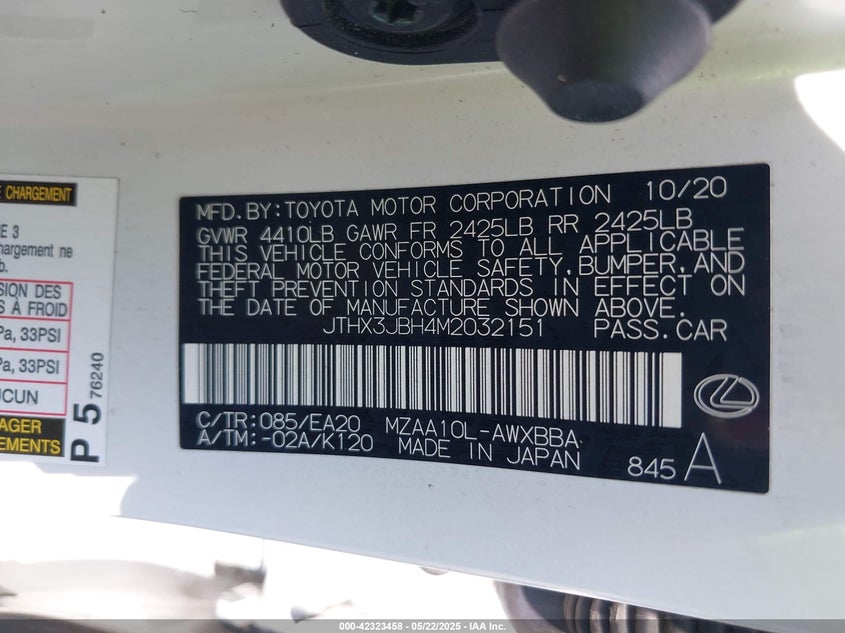 E CHARGEMENT
E 3
hargement ne
b.
SION DES
S À FROID
Pa, 33PSI
Pa, 33PSI
UCUN
AGER
EMENTS
P 5 76240
MFD.BY:TOYOTA MOTOR CORPORATION 10/20
GVWR 4410LB GAWR FR 2425LB RR 2425LB
THIS VEHICLE CONFORMS TO ALL APPLICABLE
FEDERAL MOTOR VEHICLE SAFETY,BUMPER,AND
THEFT PREVENTION STANDARDS IN EFFECT ON
THE DATE OF MANUFACTURE SHOWN ABOVE.
JTHX3JBH4M2032151 PASS.CAR
C/TR:085/EA20 MZAA10L-AWXBBA
A/TM:-02A/K120 MADE IN JAPAN
845 A
000-42323458 - 05/22/2025 - IAA Inc.